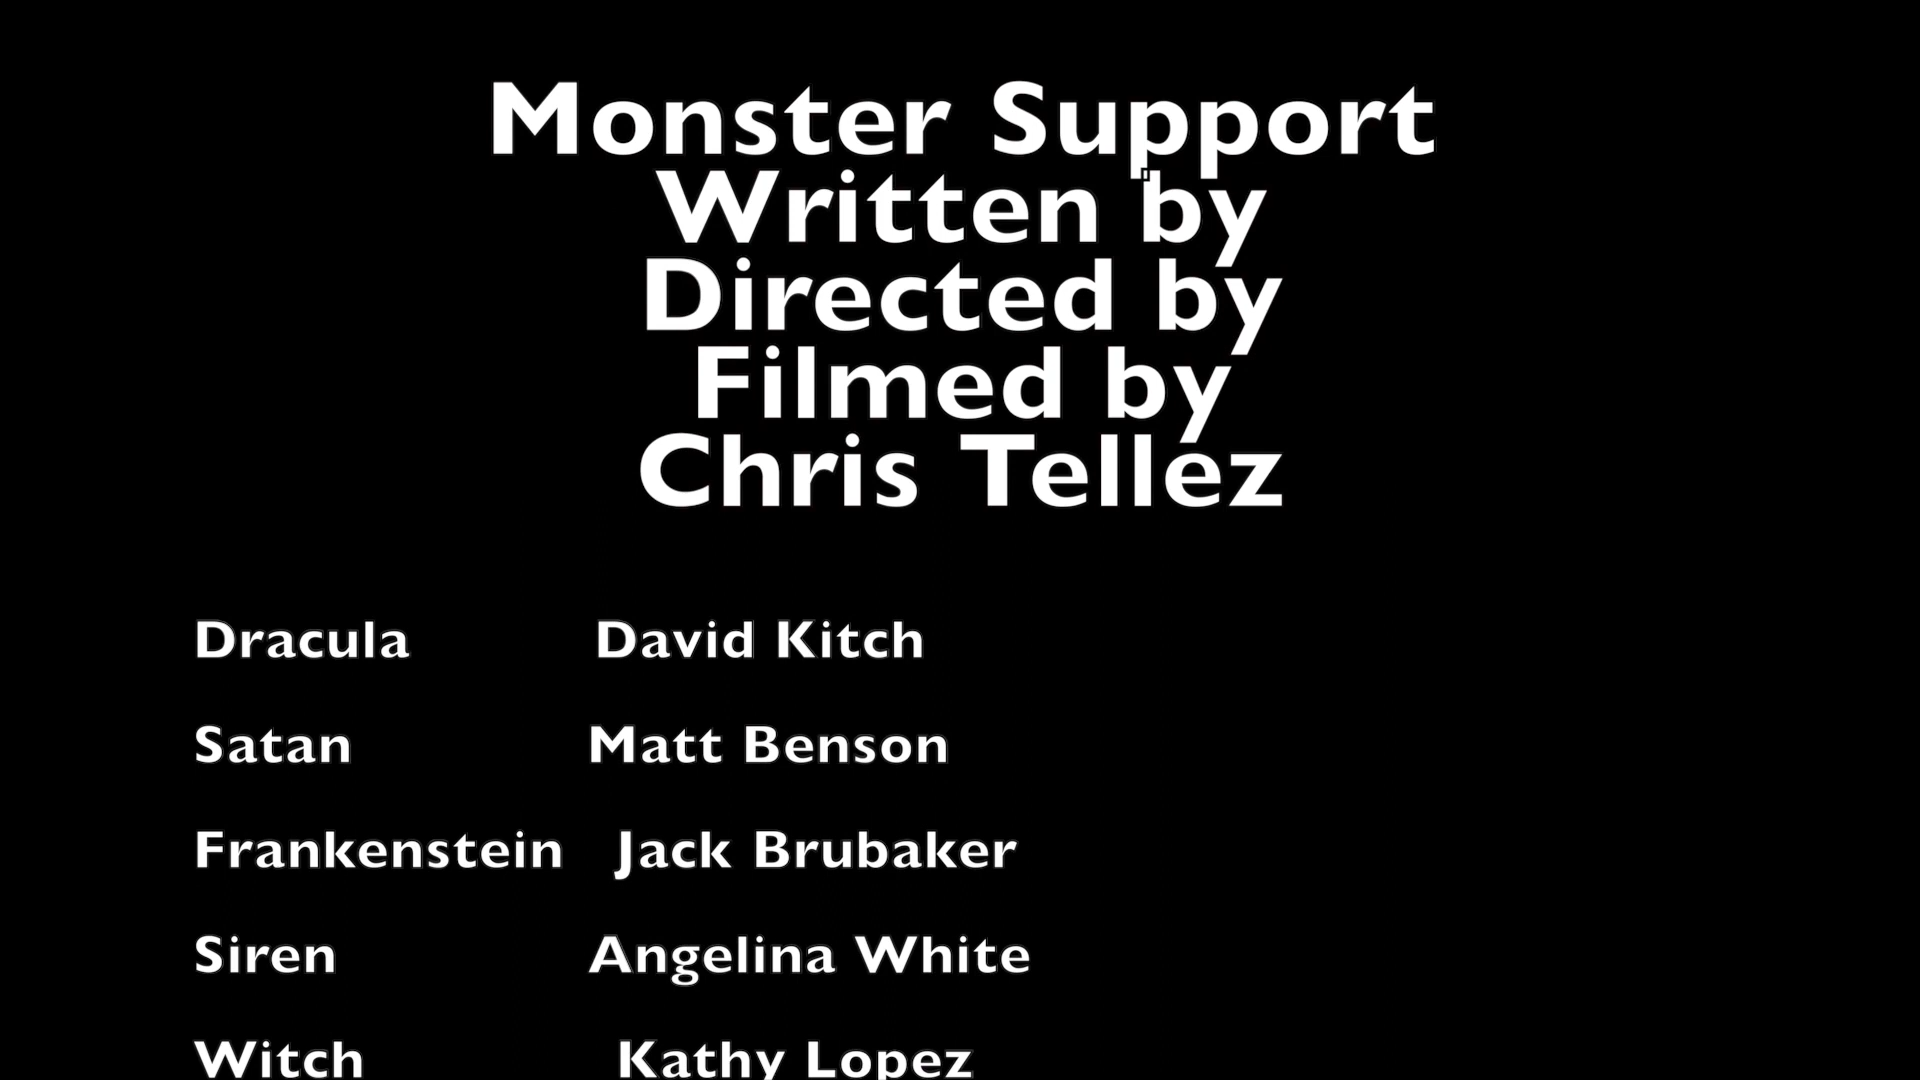 Monster Support
Written by
Directed by
Filmed by
Chris Tellez
Dracula David Kitch
Satan Matt Benson
Frankenstein Jack Brubaker
Siren Angelina White
Witch Kathy Lopez